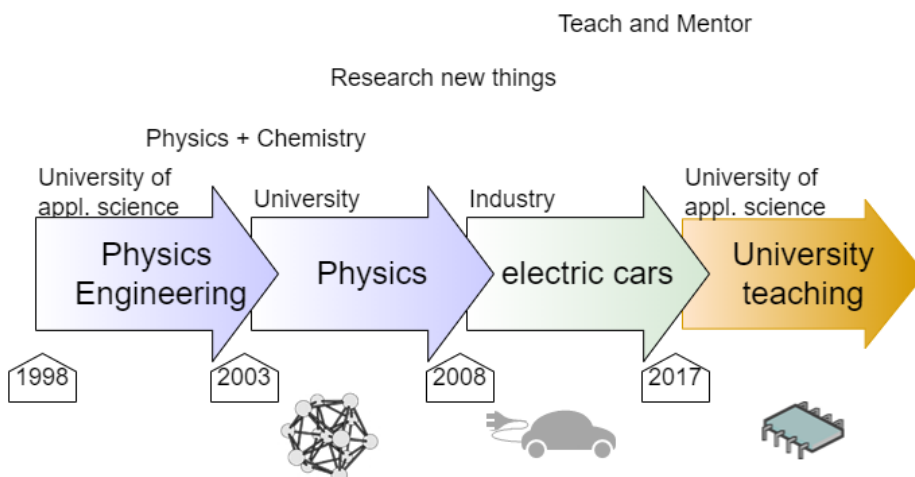 Teach and Mentor
Research new things
Physics + Chemistry
University of
appl. science
University
Industry
University of
appl. science
Physics
Engineering
Physics
electric cars
University
teaching
1998
2003
2008
2017